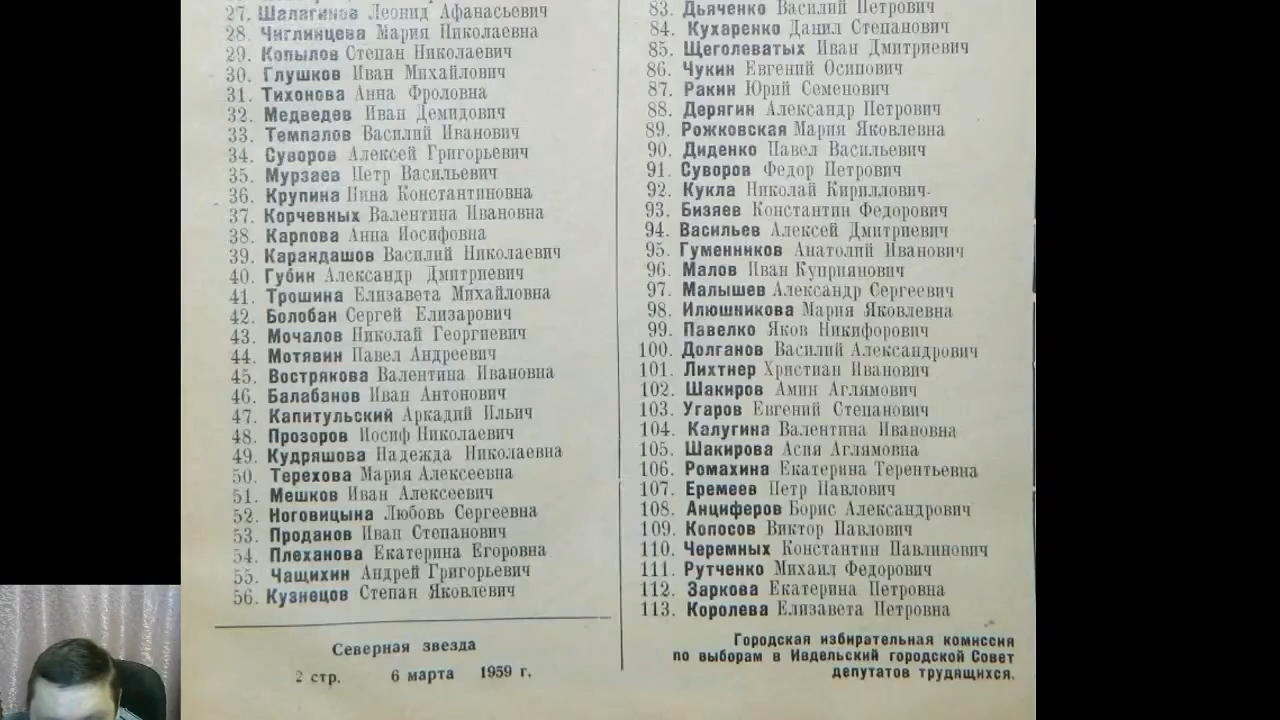 27. Шалагинов Леонид Афанасьевич
28. Чиглинцева Мария Николаевна
29. Копылов Степан Николаевич
30. Глушков Иван Михайлович
31. Тихонова Анна Фроловна
32. Медведев Иван Демидович
33. Темпалов Василий Иванович
34. Суворов Алексей Григорьевич
35. Мурзаев Петр Васильевич
36. Крупина Нина Константиновна
37. Корчевных Валентина Ивановна
38. Карпова Анна Иосифовна
39. Карандашов Василий Николаевич
40. Губин Александр Дмитриевич
41. Трошина Елизавета Михайловна
42. Болобан Сергей Елизарович
43. Мочалов Николай Георгиевич
44. Мотявин Павел Андреевич
45. Вострякова Валентина Ивановна
46. Балабанов Иван Антонович
47. Капитульский Аркадий Ильич
48. Прозоров Иосиф Николаевич
49. Кудряшова Надежда Николаевна
50. Терехова Мария Алексеевна
51. Мешков Иван Алексеевич
52. Ноговицына Любовь Сергеевна
53. Проданов Иван Степанович
54. Плеханова Екатерина Егоровна
55. Чащихин Андрей Григорьевич
56. Кузнецов Степан Яковлевич
Северная звезда
2 стр. 6 марта 1959 г.
83. Дьяченко Василий Петрович
84. Кухаренко Данил Степанович
85. Щеголеватых Иван Дмитриевич
86. Чукин Евгений Осипович
87. Ракин Юрий Семенович
88. Дерягин Александр Петрович
89. Рожковская Мария Яковлевна
90. Диденко Павел Васильевич
91. Суворов Федор Петрович
92. Кукла Николай Кириллович
93. Бизяев Константин Федорович
94. Васильев Алексей Дмитриевич
95. Гуменников Анатолий Иванович
96. Малов Иван Куприянович
97. Малышев Александр Сергеевич
98. Илюшникова Мария Яковлевна
99. Павелко Яков Никифорович
100. Долганов Василий Александрович
101. Лихтнер Христиан Иванович
102. Шакиров Амин Аглямович
103. Угаров Евгений Степанович
104. Калугина Валентина Ивановна
105. Шакирова Асия Аглямовна
106. Ромахина Екатерина Терентьевна
107. Еремеев Петр Павлович
108. Анциферов Борис Александрович
109. Колосов Виктор Павлович
110. Черемных Константин Павлинович
111. Рутченко Михаил Федорович
112. Заркова Екатерина Петровна
113. Королева Елизавета Петровна
Городская избирательная комиссия
по выборам в Ивдельский городской Совет
депутатов трудящихся.